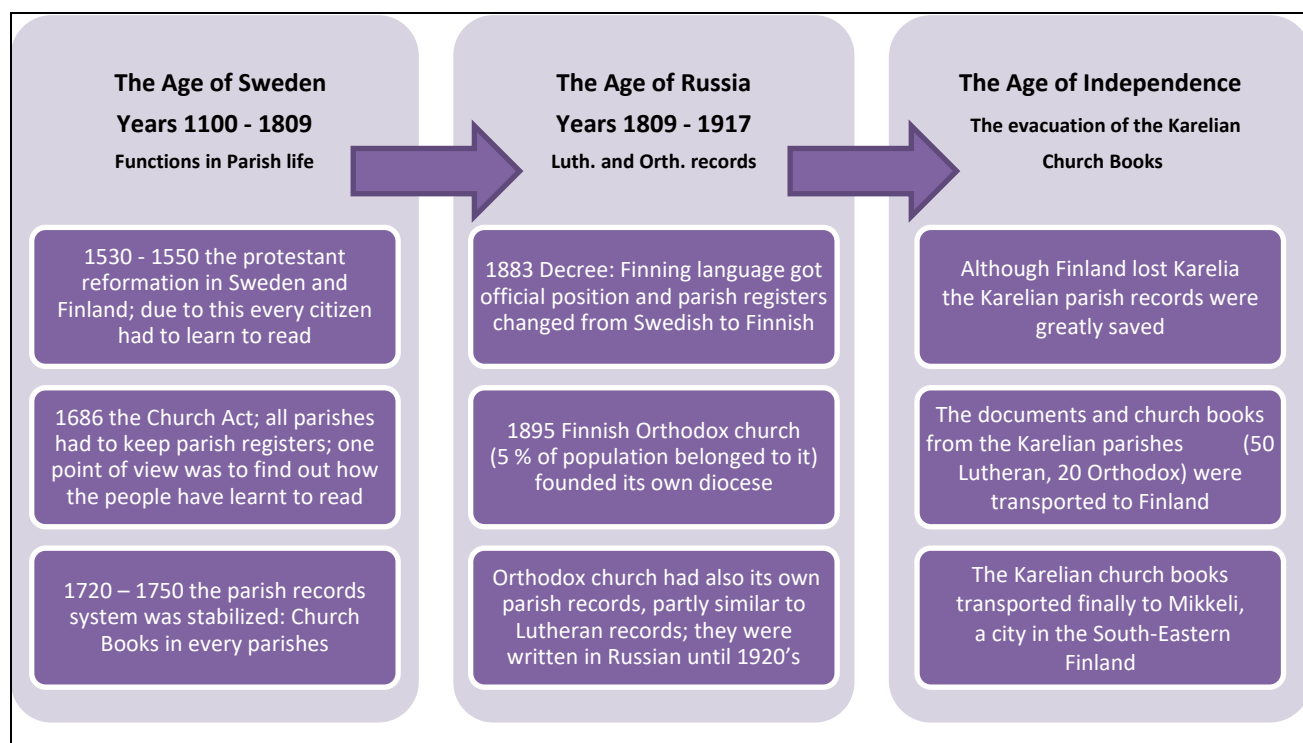 The Age of Sweden
Years 1100 - 1809
Functions in Parish life
1530 - 1550 the protestant
reformation in Sweden and
Finland; due to this every citizen
had to learn to read
1686 the Church Act; all parishes
had to keep parish registers; one
point of view was to find out how
the people have learnt to read
1720 – 1750 the parish records
system was stabilized: Church
Books in every parishes
The Age of Russia
Years 1809 - 1917
Luth. and Orth. records
1883 Decree: Finning language got
official position and parish registers
changed from Swedish to Finnish
1895 Finnish Orthodox church
(5 % of population belonged to it)
founded its own diocese
Orthodox church had also its own
parish records, partly similar to
Lutheran records; they were
written in Russian until 1920’s
The Age of Independence
The evacuation of the Karelian
Church Books
Although Finland lost Karelia
the Karelian parish records were
greatly saved
The documents and church books
from the Karelian parishes (50
Lutheran, 20 Orthodox) were
transported to Finland
The Karelian church books
transported finally to Mikkeli,
a city in the South-Eastern
Finland